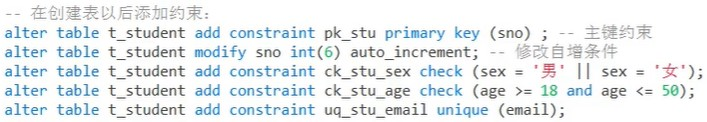 -- 在创建表以后添加约束：
alter table t_student add constraint pk_stu primary key (sno) ; -- 主键约束
alter table t_student modify sno int(6) auto_increment; -- 修改自增条件
alter table t_student add constraint ck_stu_sex check (sex = '男' || sex = '女');
alter table t_student add constraint ck_stu_age check (age >= 18 and age <= 50);
alter table t_student add constraint uq_stu_email unique (email);